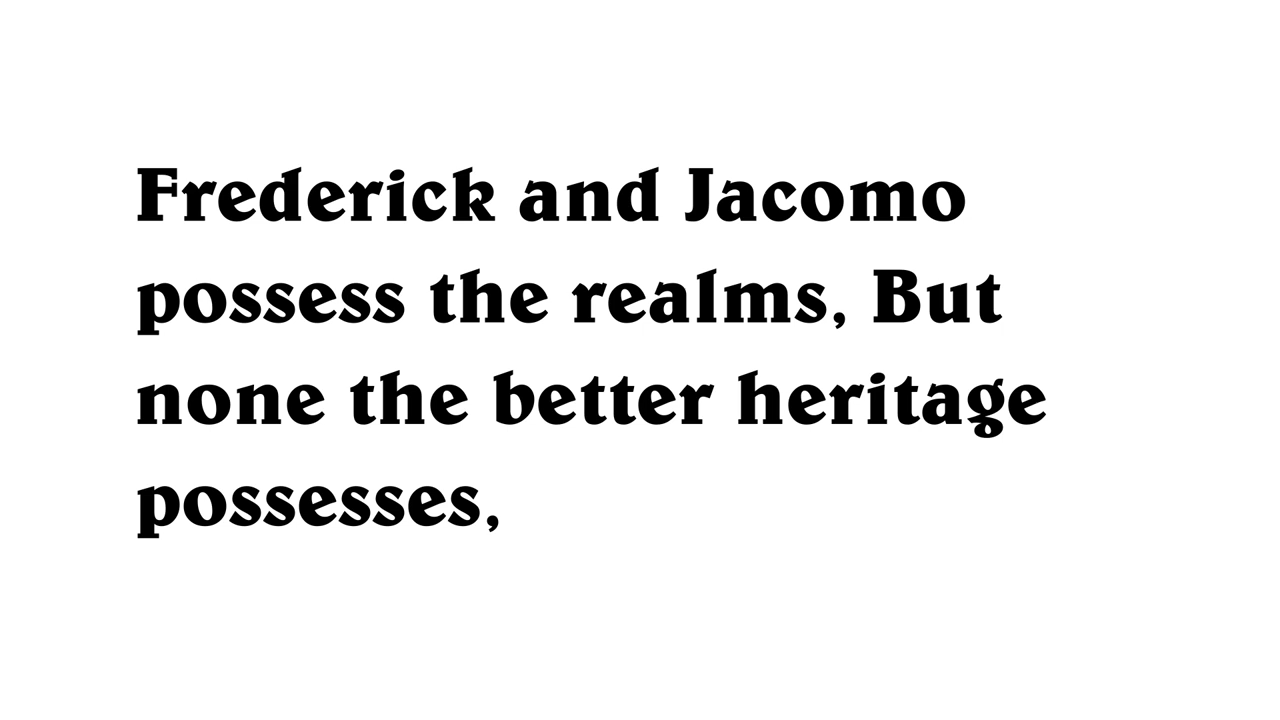 Frederick and Jacomo
possess the realms, But
none the better heritage
possesses,